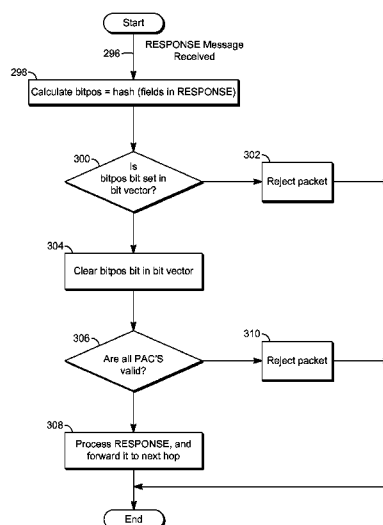 Start
RESPONSE Message
Received
296
298
Calculate bitpos = hash (fields in RESPONSE)
300
Is
bitpos bit set in
bit vector?
302
Reject packet
304
Clear bitpos bit in bit vector
306
Are all PAC'S
valid?
310
Reject packet
308
Process RESPONSE, and
forward it to next hop
End